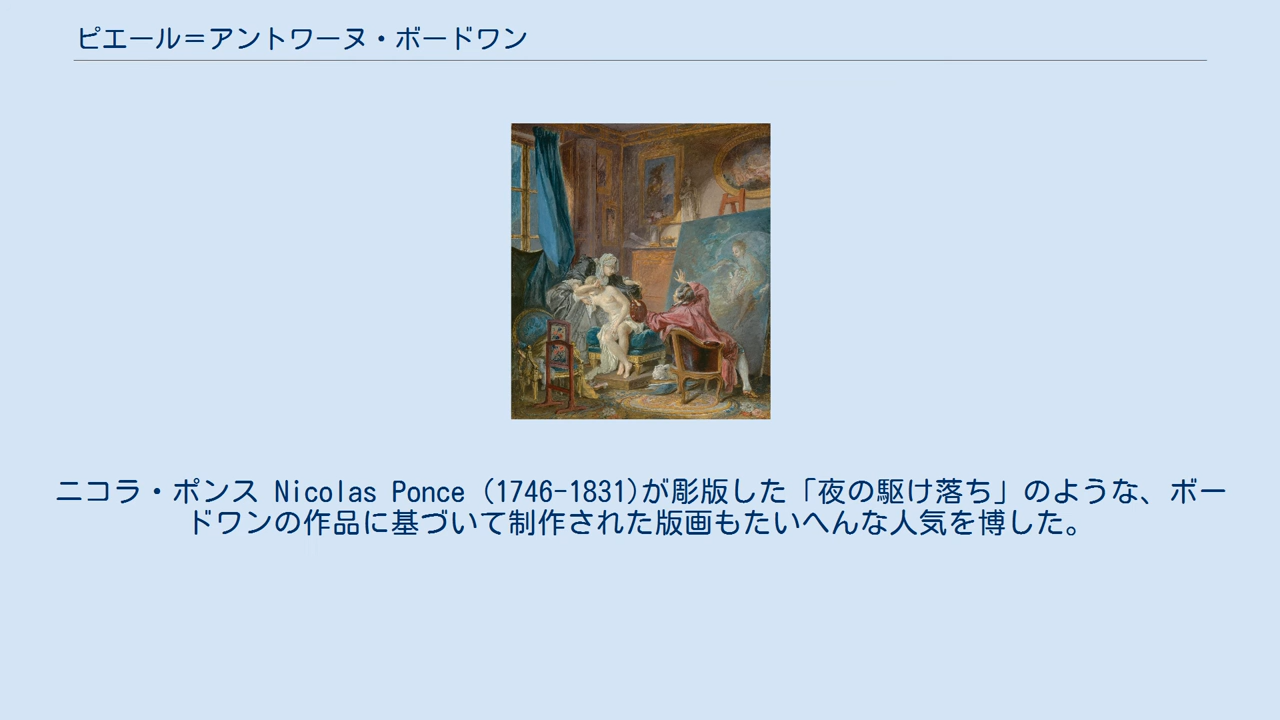 ピエール＝アントワーヌ・ボードワン
ニコラ・ポンス Nicolas Ponce (1746-1831)が彫版した「夜の駆け落ち」のような、ボー
ドワンの作品に基づいて制作された版画もたいへんな人気を博した。